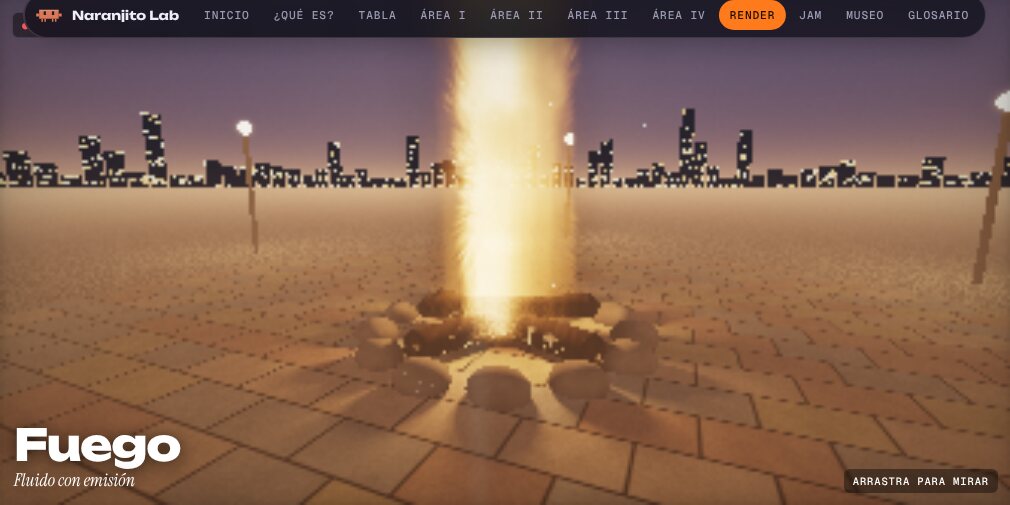 Naranjito Lab
INICIO
¿QUÉ ES?
TABLA
ÁREA I
ÁREA II
ÁREA III
ÁREA IV
RENDER
JAM
MUSEO
GLOSARIO
Fuego
Fluido con emisión
ARRASTRA PARA MIRAR